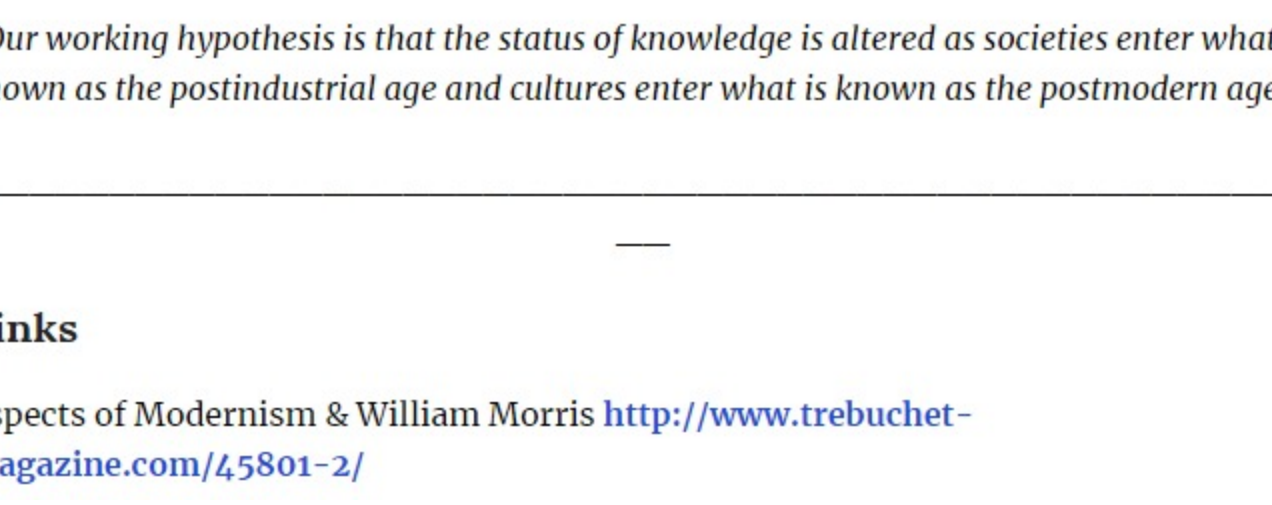 Our working hypothesis is that the status of knowledge is altered as societies enter what
own as the postindustrial age and cultures enter what is known as the postmodern age
inks
spects of Modernism & William Morris http://www.trebuchet-
agazine.com/45801-2/